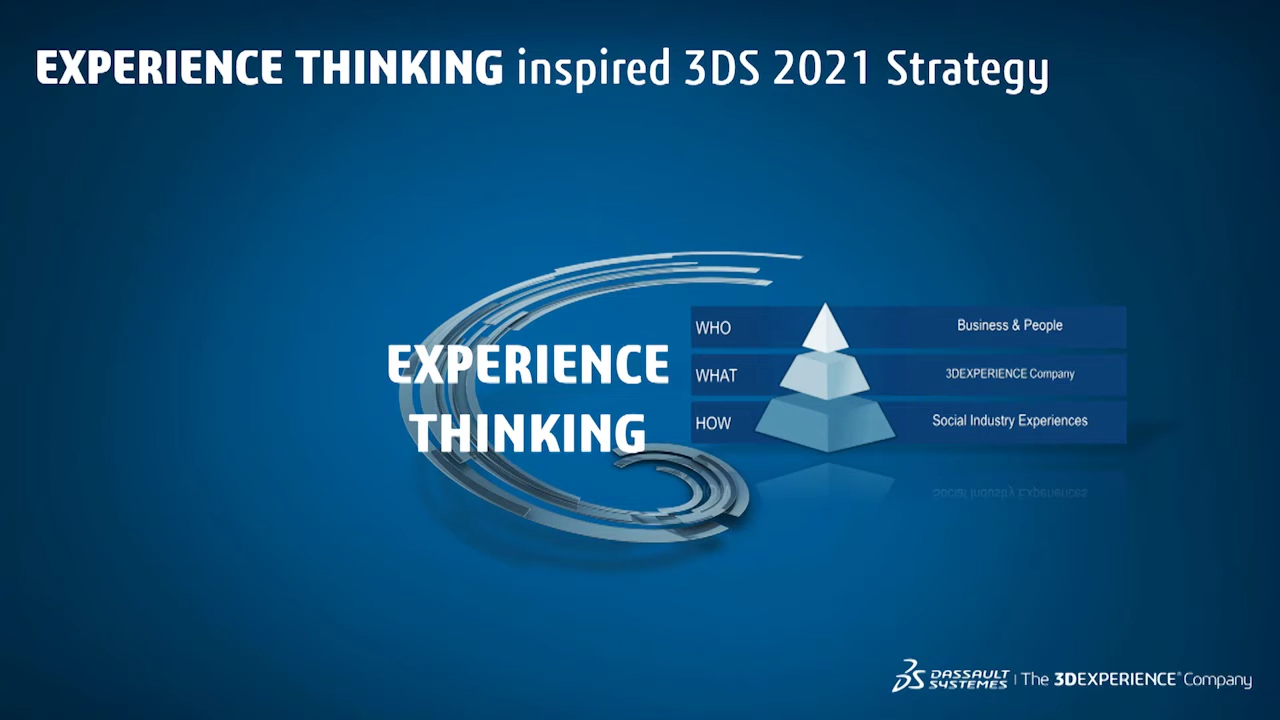 EXPERIENCE THINKING inspired 3DS 2021 Strategy
EXPERIENCE
THINKING
WHO
Business & People
WHAT
3DEXPERIENCE Company
HOW
Social Industry Experiences
DASSAULT
SYSTEMES
The 3DEXPERIENCE® Company